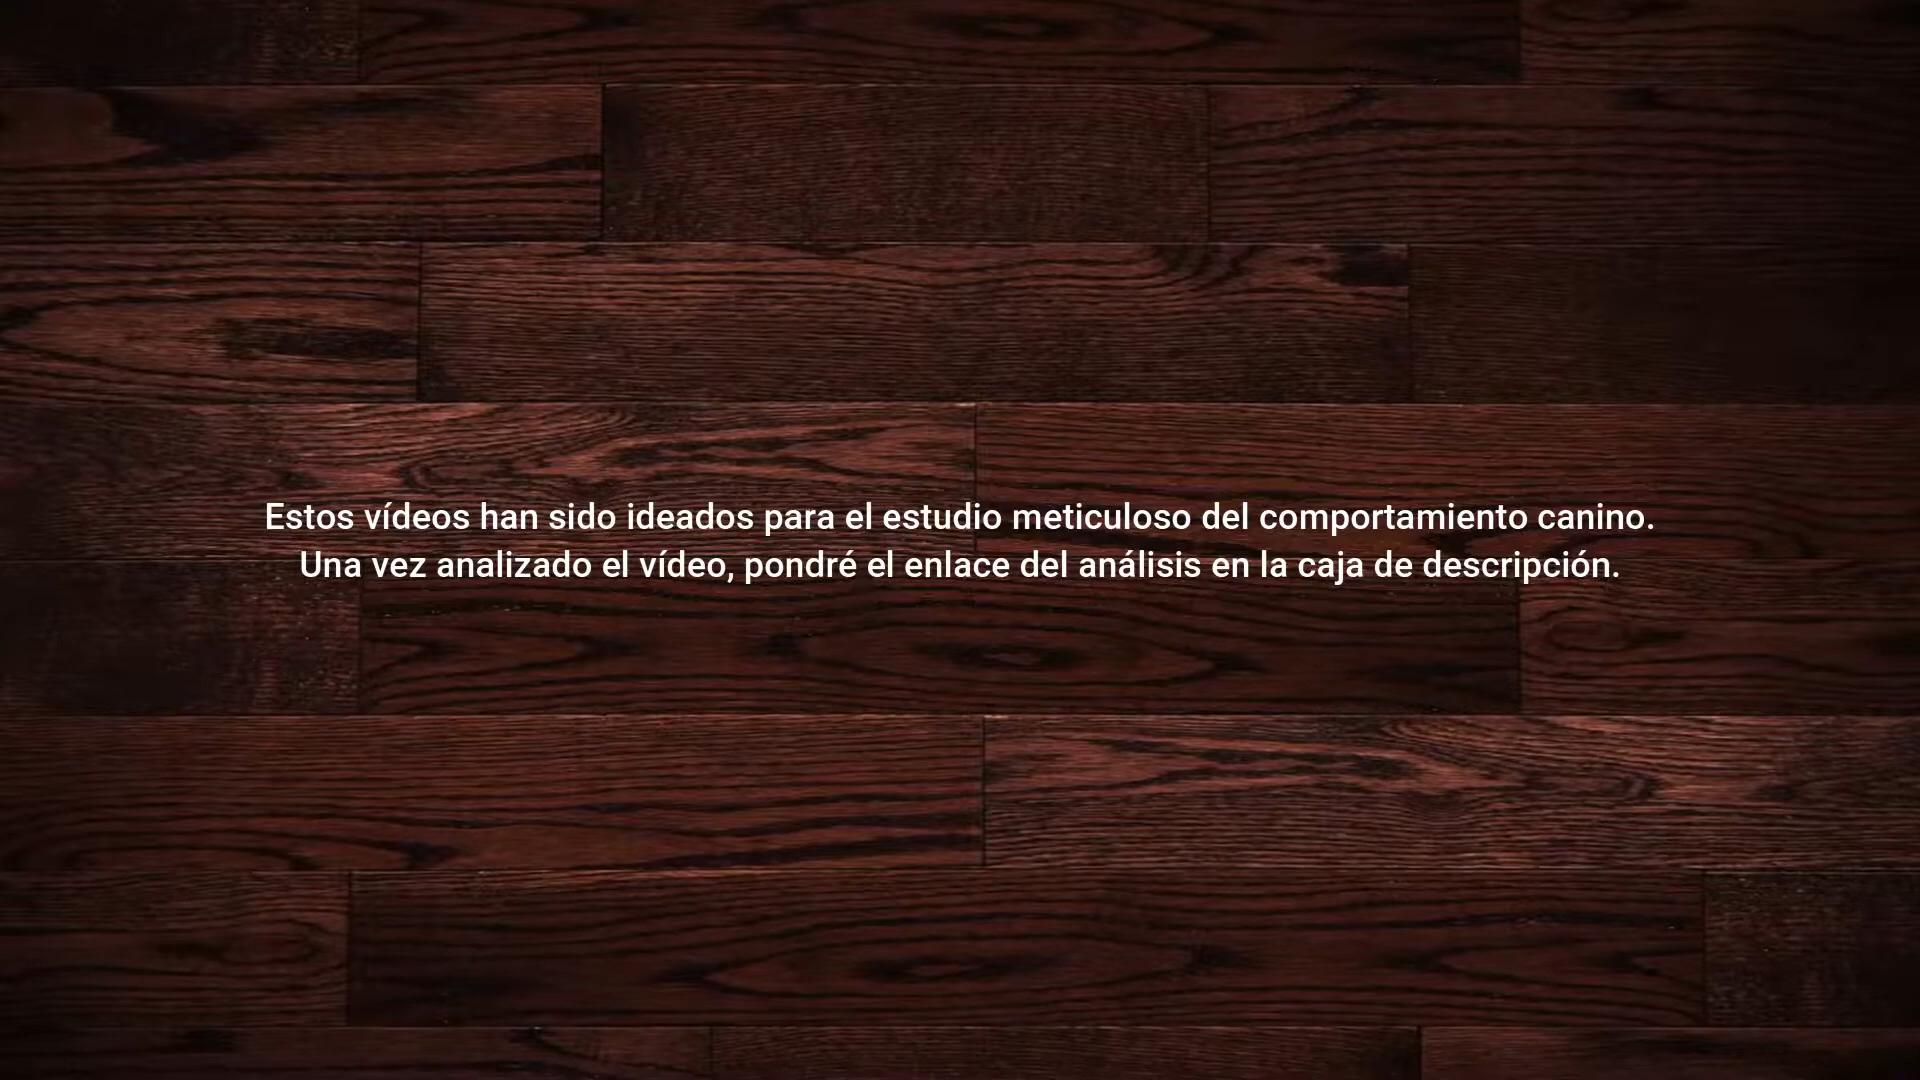 Estos vídeos han sido ideados para el estudio meticuloso del comportamiento canino.
Una vez analizado el vídeo, pondré el enlace del análisis en la caja de descripción.